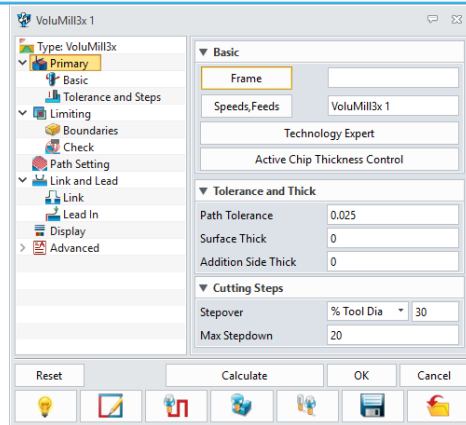 VoluMill3x 1
Type: VoluMill3x
Primary
Basic
Tolerance and Steps
Limiting
Boundaries
Check
Path Setting
Link and Lead
Link
Lead In
Display
Advanced
Basic
Frame
Speeds,Feeds VoluMill3x 1
Technology Expert
Active Chip Thickness Control
Tolerance and Thick
Path Tolerance 0.025
Surface Thick 0
Addition Side Thick 0
Cutting Steps
Stepover % Tool Dia 30
Max Stepdown 20
Reset Calculate OK Cancel